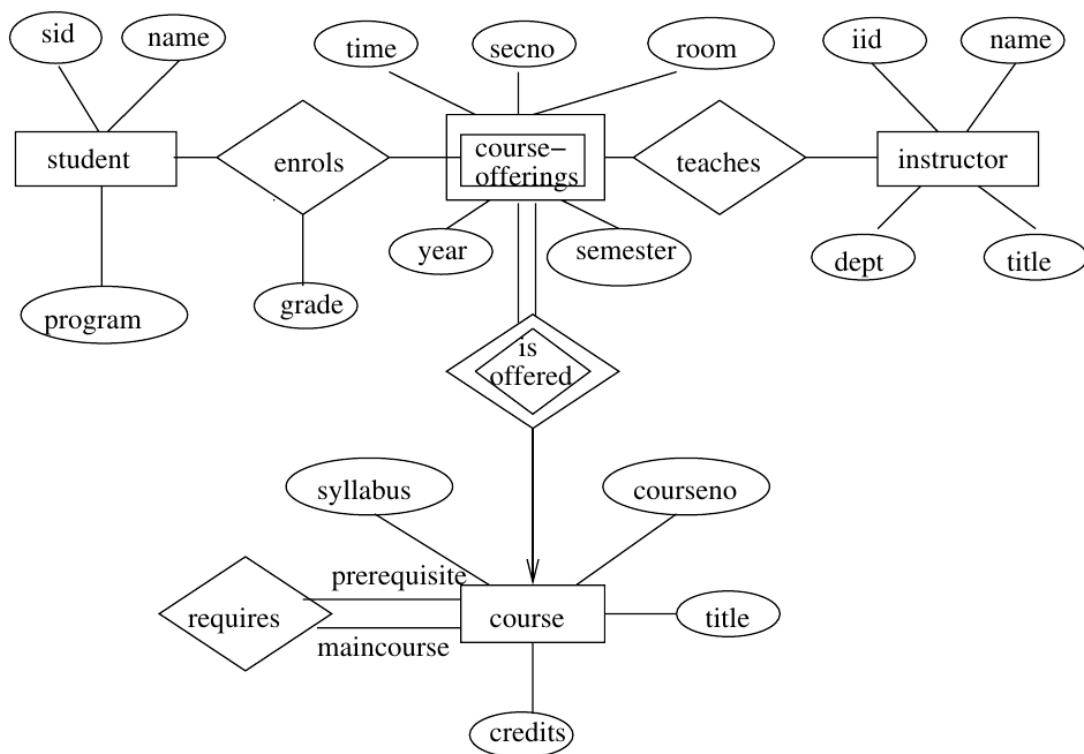 sid
name
time
secno
room
iid
name
student
enrols
course-
offerings
teaches
instructor
year
semester
dept
title
program
grade
is
offered
syllabus
courseno
prerequisite
requires
course
title
maincourse
credits